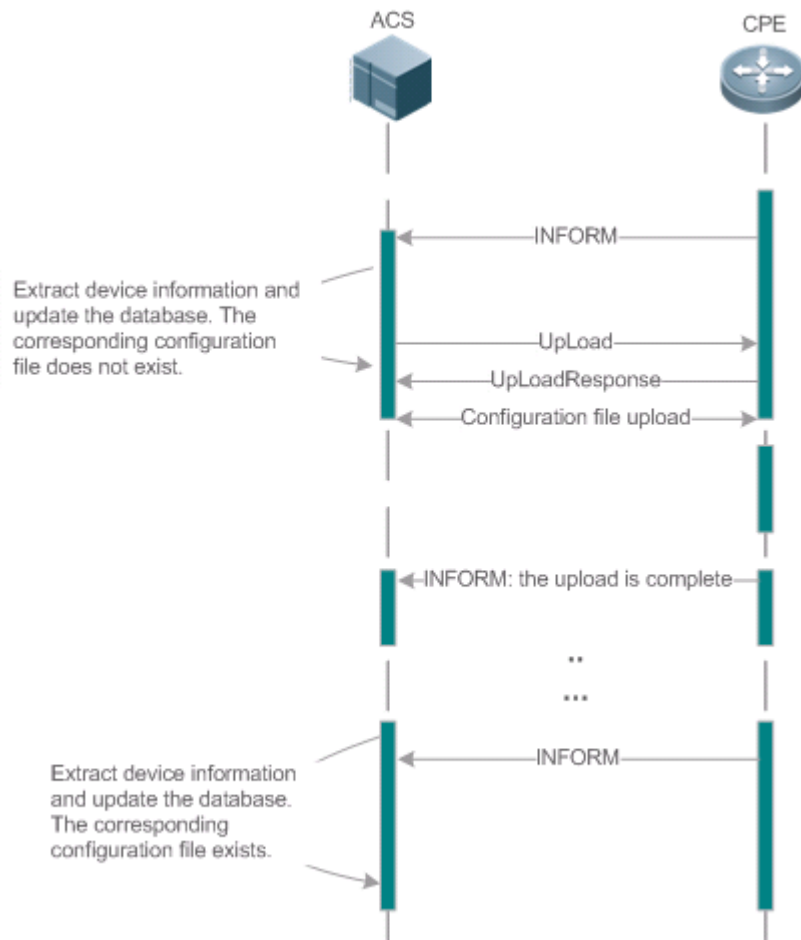 ACS
CPE
INFORM
Extract device information and
update the database. The
corresponding configuration
file does not exist.
UpLoad
UpLoadResponse
Configuration file upload
INFORM: the upload is complete
..
...
INFORM
Extract device information
and update the database.
The corresponding
configuration file exists.